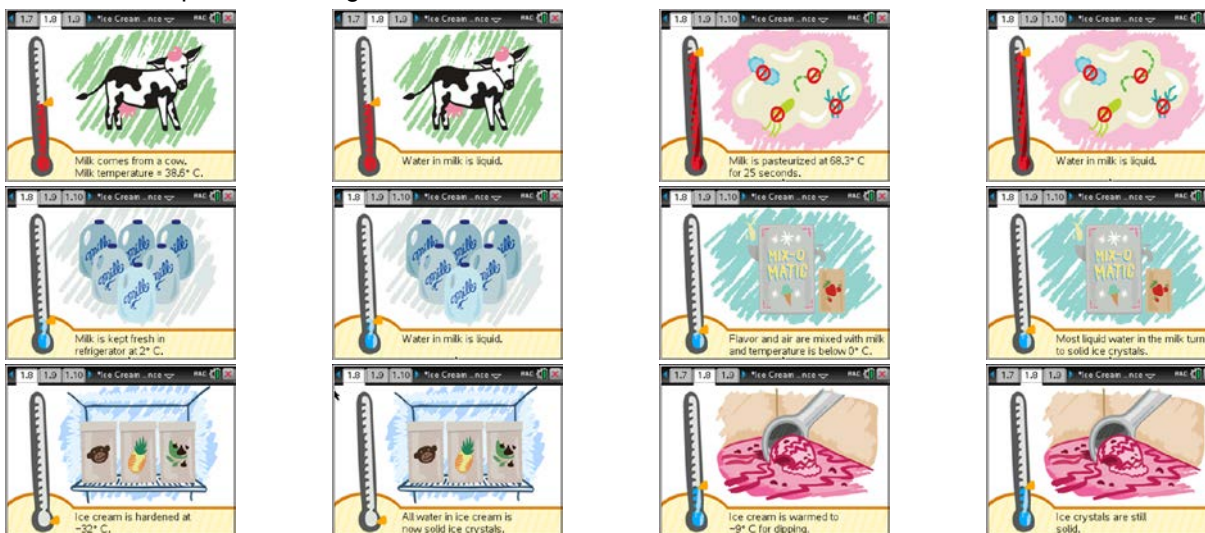 1.7 1.8 1.9 *Ice Cream ...nce
Milk comes from a cow.
Milk temperature = 38.6° C.
1.7 1.8 1.9 *Ice Cream ...nce
Water in milk is liquid.
1.8 1.9 1.10 *Ice Cream ...nce
Milk is pasteurized at 68.3° C
for 25 seconds.
1.8 1.9 1.10 *Ice Cream ...nce
Water in milk is liquid.
1.8 1.9 1.10 *Ice Cream ...nce
Milk
Milk is kept fresh in
refrigerator at 2° C.
1.8 1.9 1.10 *Ice Cream ...nce
Milk
Water in milk is liquid.
1.8 1.9 1.10 *Ice Cream ...nce
MIX-O
MATIC
Flavor and air are mixed with milk
and temperature is below 0° C.
1.8 1.9 1.10 *Ice Cream ...nce
MIX-O
MATIC
Most liquid water in the milk turn
to solid ice crystals.
1.8 1.9 1.10 *Ice Cream ...nce
Ice cream is hardened at
-32° C.
1.8 1.9 1.10 *Ice Cream ...nce
All water in ice cream is
now solid ice crystals.
1.7 1.8 1.9 *Ice Cream ...nce
Ice cream is warmed to
-9° C for dipping.
1.7 1.8 1.9 *Ice Cream ...nce
Ice crystals are still
solid.